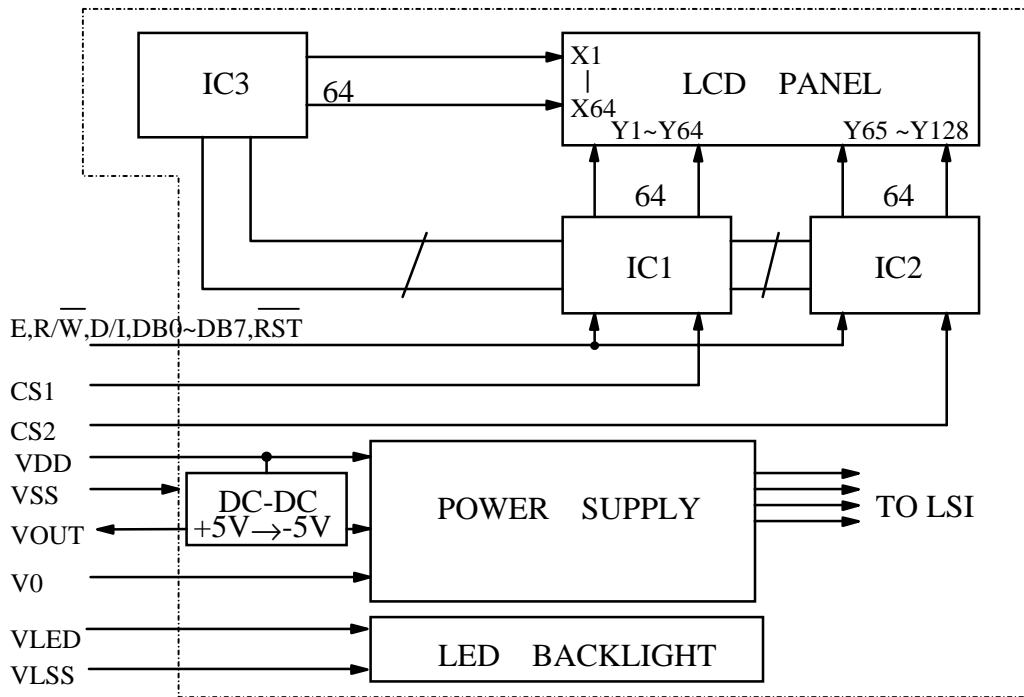 IC3
64
X1
|
X64
LCD PANEL
Y1~Y64
Y65 ~Y128
64
64
IC1
IC2
E,R/W̅,D/I,DB0~DB7,R̅S̅T̅
CS1
CS2
VDD
VSS
VOUT
V0
DC-DC
+5V→-5V
POWER SUPPLY
TO LSI
VLED
VLSS
LED BACKLIGHT